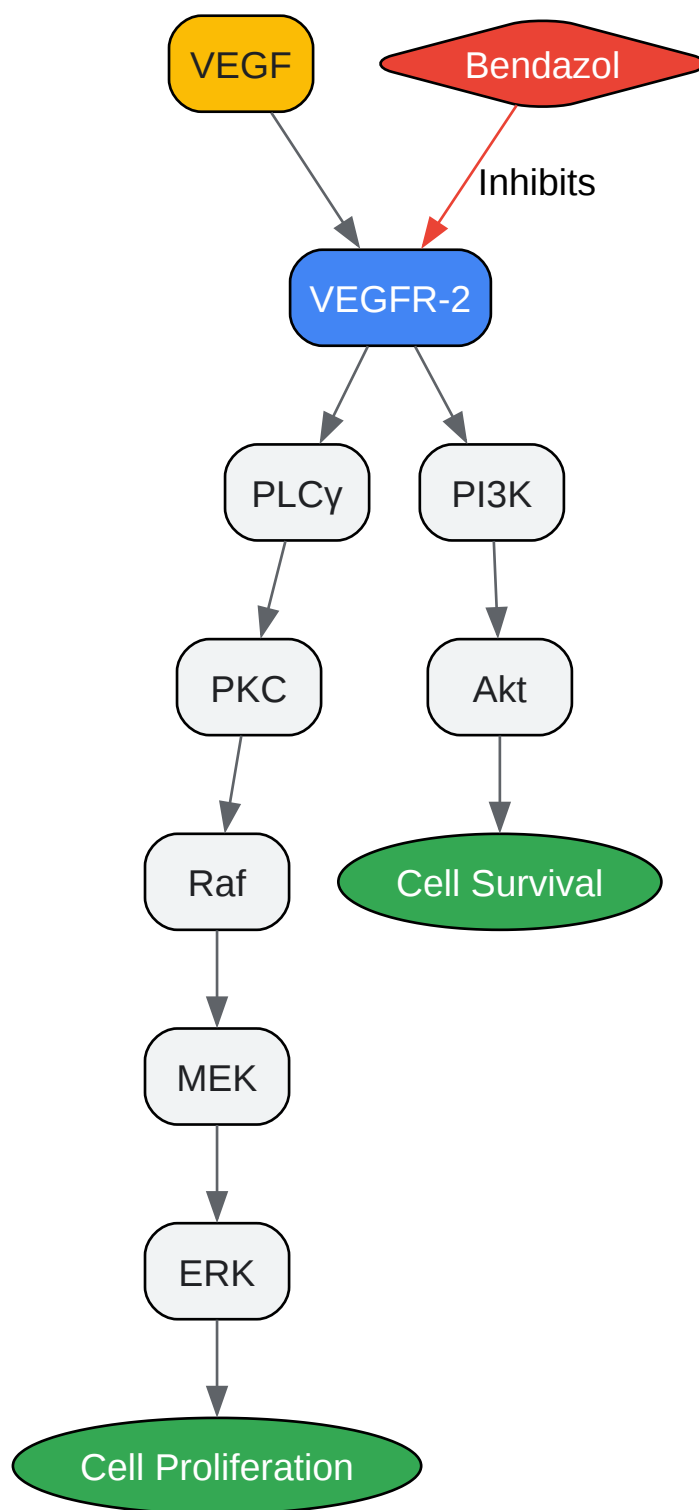 VEGF
Bendazol
Inhibits
VEGFR-2
PLCγ
PI3K
PKC
Akt
Raf
Cell Survival
MEK
ERK
Cell Proliferation